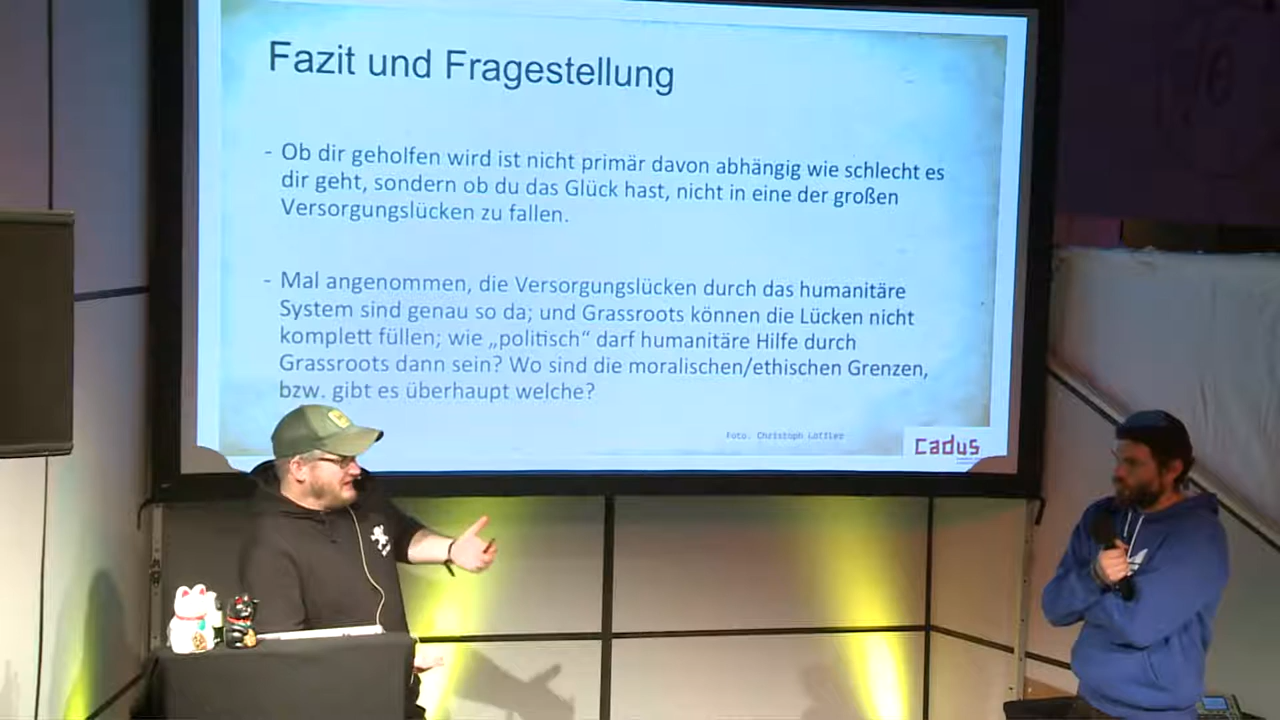 Fazit und Fragestellung
- Ob dir geholfen wird ist nicht primär davon abhängig wie schlecht es
dir geht, sondern ob du das Glück hast, nicht in eine der großen
Versorgungslücken zu fallen.
- Mal angenommen, die Versorgungslücken durch das humanitäre
System sind genau so da; und Grassroots können die Lücken nicht
komplett füllen; wie „politisch“ darf humanitäre Hilfe durch
Grassroots dann sein? Wo sind die moralischen/ethischen Grenzen,
bzw. gibt es überhaupt welche?
Foto: Christoph Löffler
cadus